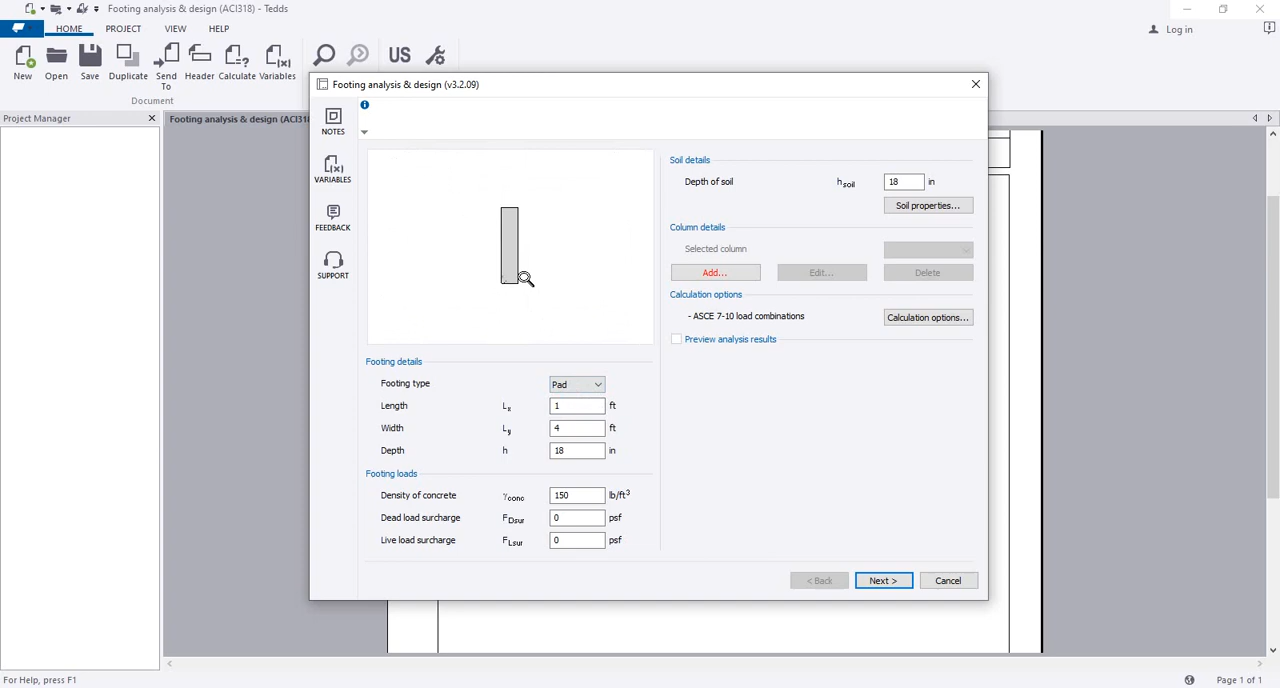 Footing analysis & design (ACI318) - Tedds
HOME PROJECT VIEW HELP
Log in
New Open Save Duplicate Send To Header Calculate Variables
US
Document
Project Manager
Footing analysis & design (ACI318
Footing analysis & design (v3.2.09)
NOTES
VARIABLES
FEEDBACK
SUPPORT
Soil details
Depth of soil hsoil 18 in
Soil properties...
Column details
Selected column
Add... Edit... Delete
Calculation options
- ASCE 7-10 load combinations Calculation options...
Preview analysis results
Footing details
Footing type Pad
Length Lx 1 ft
Width Ly 4 ft
Depth h 18 in
Footing loads
Density of concrete γconc 150 lb/ft3
Dead load surcharge FDsur 0 psf
Live load surcharge FLsur 0 psf
< Back Next > Cancel
For Help, press F1
Page 1 of 1